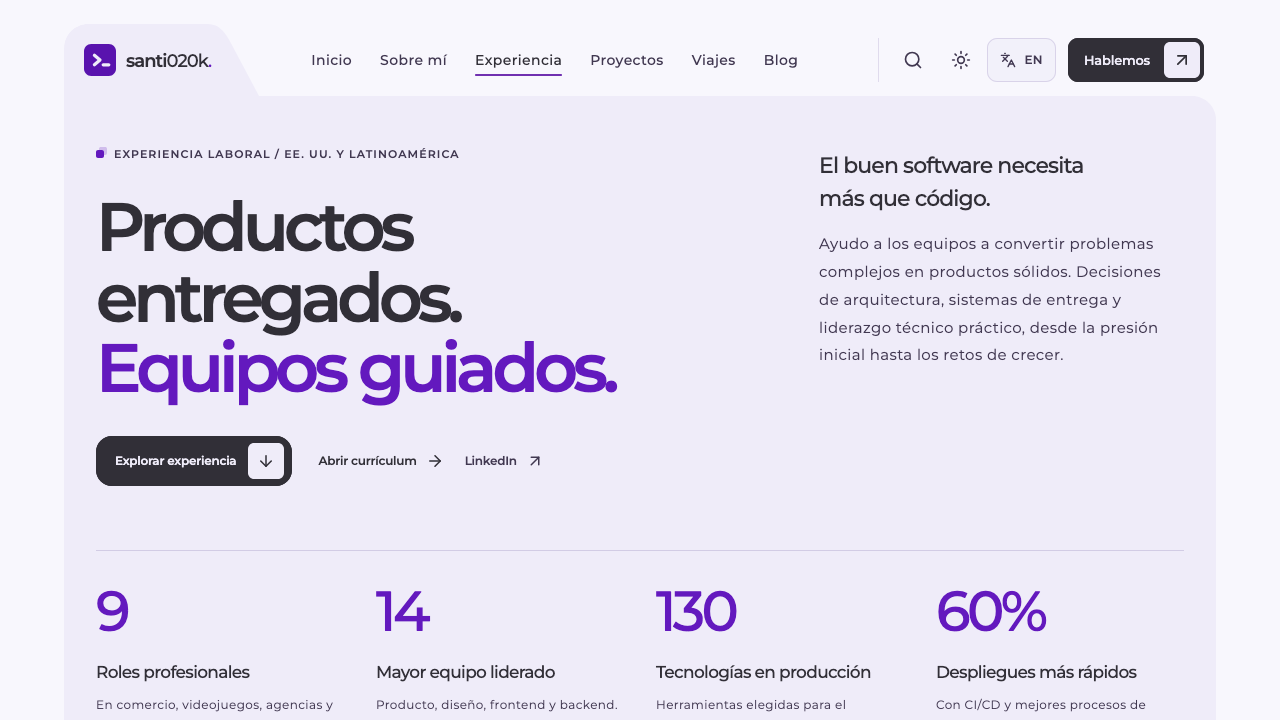 santi020k.
Inicio
Sobre mí
Experiencia
Proyectos
Viajes
Blog
EN
Hablemos
EXPERIENCIA LABORAL / EE. UU. Y LATINOAMÉRICA
Productos
entregados.
Equipos guiados.
Explorar experiencia
Abrir currículum
LinkedIn
El buen software necesita
más que código.
Ayudo a los equipos a convertir problemas
complejos en productos sólidos. Decisiones
de arquitectura, sistemas de entrega y
liderazgo técnico práctico, desde la presión
inicial hasta los retos de crecer.
9
Roles profesionales
En comercio, videojuegos, agencias y
14
Mayor equipo liderado
Producto, diseño, frontend y backend.
130
Tecnologías en producción
Herramientas elegidas para el
60%
Despliegues más rápidos
Con CI/CD y mejores procesos de